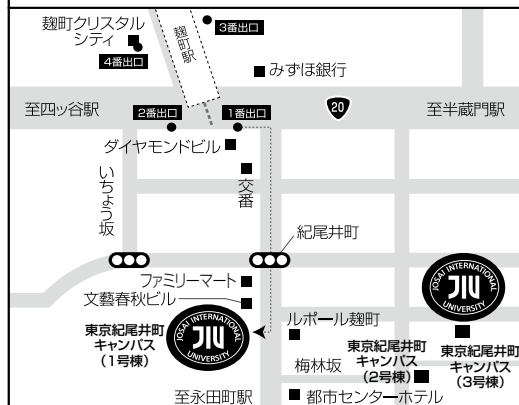 麹町クリスタル
シティ
3番出口
麹町駅
4番出口
みずほ銀行
至四ッ谷駅
2番出口
1番出口
20
至半蔵門駅
ダイヤモンドビル
いちょう坂
交番
紀尾井町
ファミリーマート
文藝春秋ビル
JOSAI INTERNATIONAL
JIU
UNIVERSITY
東京紀尾井町
キャンパス
(1号棟)
JOSAI INTERNATIONAL
JIU
UNIVERSITY
ルポール麹町
梅林坂
東京紀尾井町
キャンパス
(2号棟)
東京紀尾井町
キャンパス
(3号棟)
至永田町駅
都市センターホテル